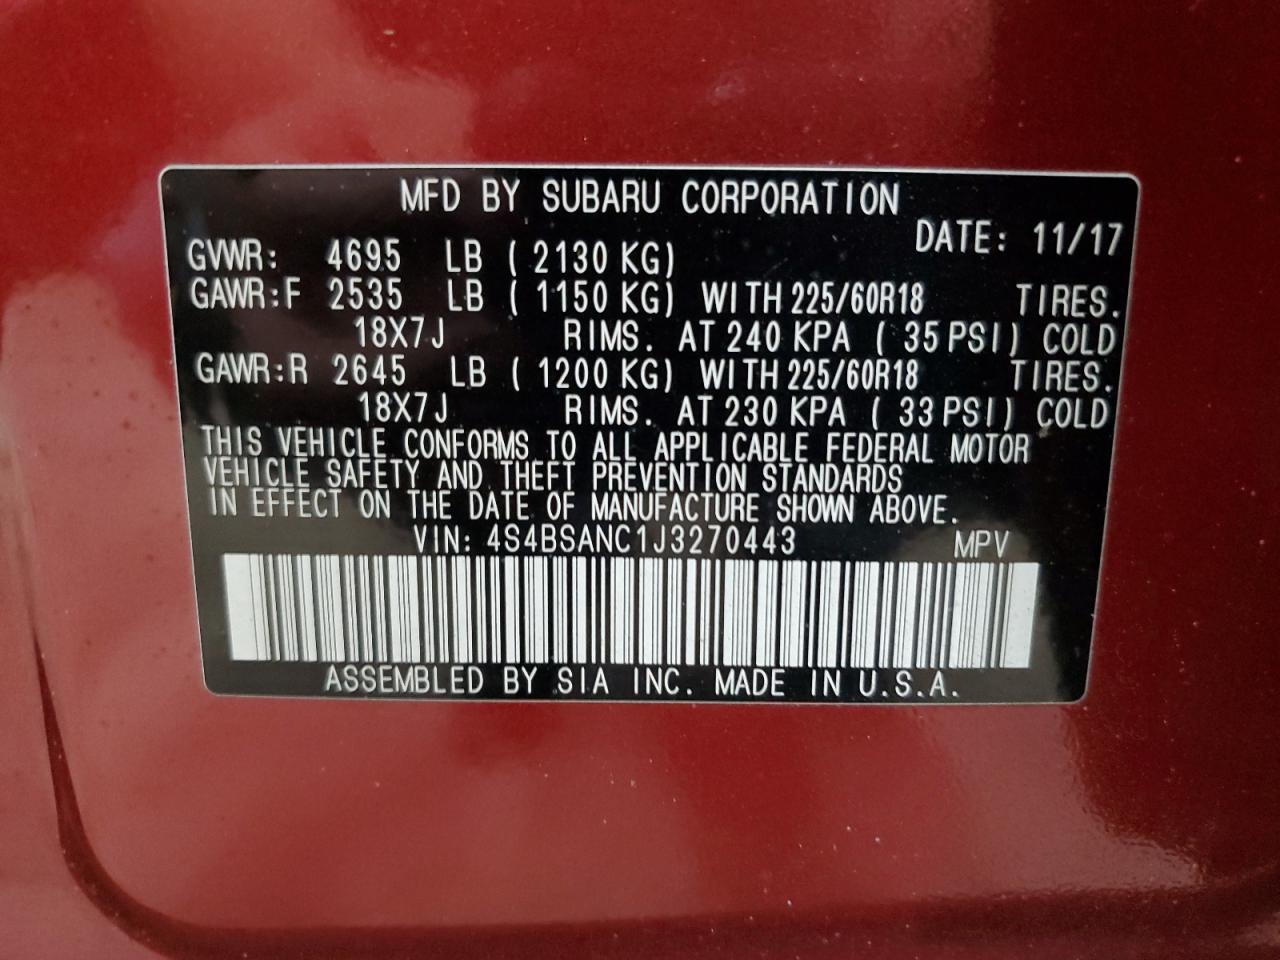 MFD BY SUBARU CORPORATION
DATE: 11/17
GVWR: 4695 LB ( 2130 KG)
GAWR:F 2535 LB ( 1150 KG) WITH 225/60R18 TIRES.
18X7J RIMS. AT 240 KPA ( 35 PSI) COLD
GAWR:R 2645 LB ( 1200 KG) WITH 225/60R18 TIRES.
18X7J RIMS. AT 230 KPA ( 33 PSI) COLD
THIS VEHICLE CONFORMS TO ALL APPLICABLE FEDERAL MOTOR
VEHICLE SAFETY AND THEFT PREVENTION STANDARDS
IN EFFECT ON THE DATE OF MANUFACTURE SHOWN ABOVE.
VIN: 4S4BSANC1J3270443 MPV
ASSEMBLED BY SIA INC. MADE IN U.S.A.